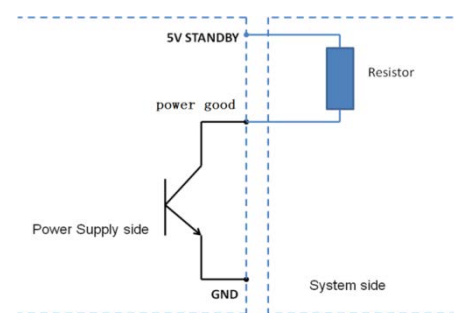 5V STANDBY
Resistor
power good
Power Supply side
System side
GND